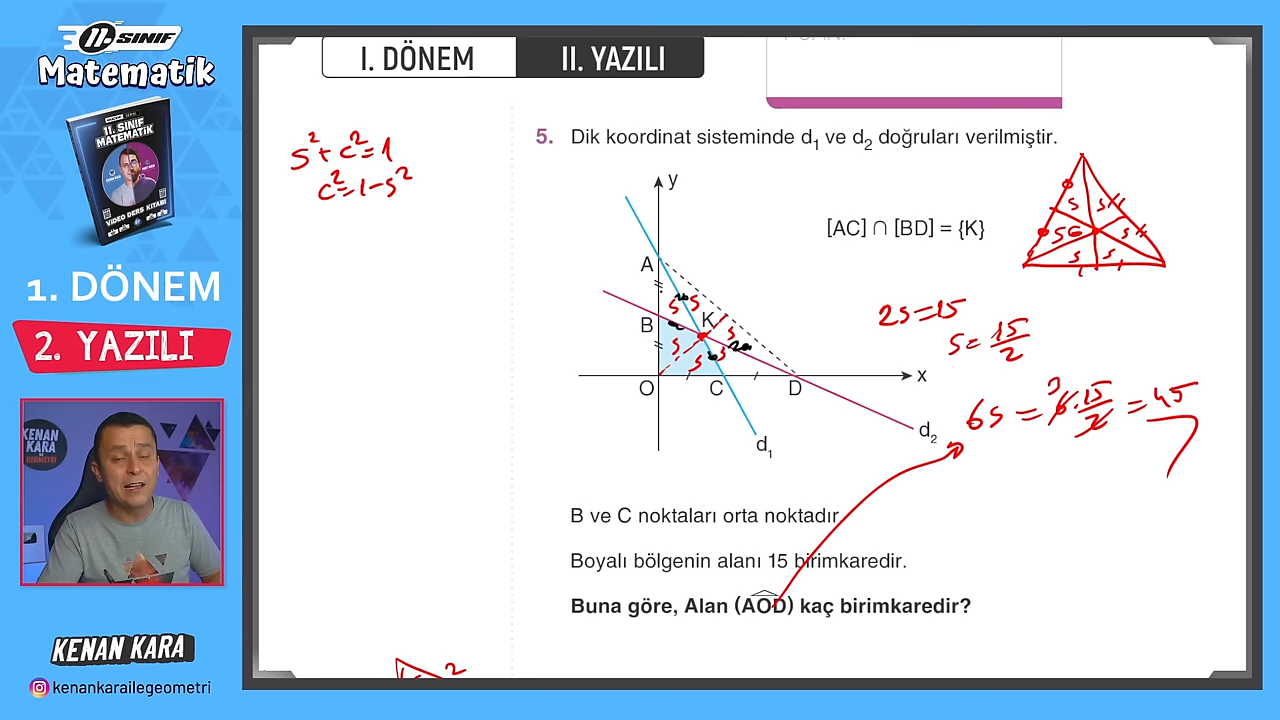 11. SINIF
Matematik
11. SINIF
MATEMATİK
VİDEO DERS KİTABI
1. DÖNEM
2. YAZILI
KENAN
KARA
GEOMETRİ
KENAN KARA
kenankarailegeometri
I. DÖNEM
II. YAZILI
s²+c²=1
c²=1-s²
5. Dik koordinat sisteminde d₁ ve d₂ doğruları verilmiştir.
y
[AC] ∩ [BD] = {K}
A
B
K
O
C
D
x
d₁
d₂
s s
s s
s s
s s
s G s
s s
2s=15
s=15/2
6s=6·15/2=45
B ve C noktaları orta noktadır.
Boyalı bölgenin alanı 15 birimkaredir.
Buna göre, Alan (AOD) kaç birimkaredir?